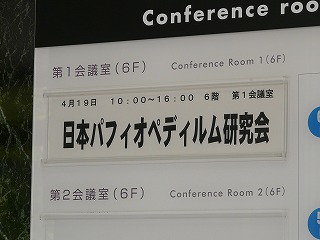 Conference roo
第1会議室(6F) Conference Room 1(6F)
4月19日 10:00～16:00 6階 第1会議室
日本パフィオペディルム研究会
第2会議室(6F) Conference Room 2(6F)